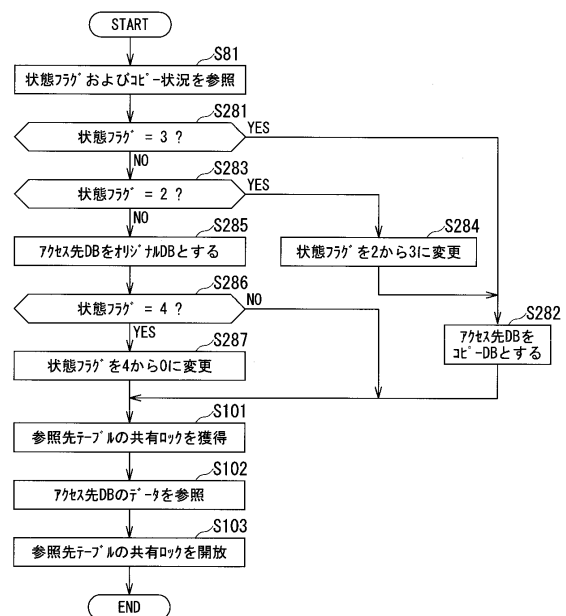 START
S81
状態フラグおよびコピー状況を参照
S281
状態フラグ = 3 ?
YES
NO
S283
状態フラグ = 2 ?
YES
NO
S285
アクセス先DBをオリジナルDBとする
S284
状態フラグを2から3に変更
S286
状態フラグ = 4 ?
NO
YES
S282
アクセス先DBを
コピーDBとする
S287
状態フラグを4から0に変更
S101
参照先テーブルの共有ロックを獲得
S102
アクセス先DBのデータを参照
S103
参照先テーブルの共有ロックを開放
END